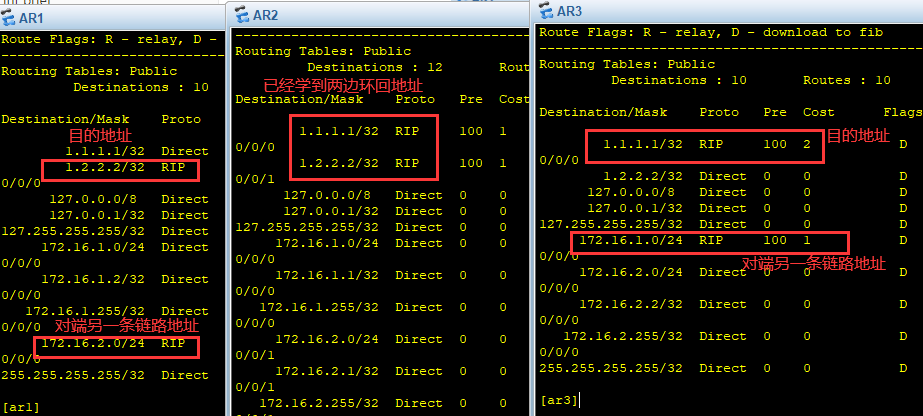 AR1
Route Flags: R - relay, D -
Routing Tables: Public
Destinations : 10
Destination/Mask Proto
目的地址
1.1.1.1/32 Direct
1.2.2.2/32 RIP
0/0/0
127.0.0.0/8 Direct
127.0.0.1/32 Direct
127.255.255.255/32 Direct
172.16.1.0/24 Direct
0/0/0
172.16.1.2/32 Direct
0/0/0
172.16.1.255/32 Direct
0/0/0
对端另一条链路地址
172.16.2.0/24 RIP
0/0/0
255.255.255.255/32 Direct
[ar1]
AR2
Routing Tables: Public
Destinations : 12 Rout
已经学到两边环回地址
Destination/Mask Proto Pre Cost
1.1.1.1/32 RIP 100 1
0/0/0
1.2.2.2/32 RIP 100 1
0/0/1
127.0.0.0/8 Direct 0 0
127.0.0.1/32 Direct 0 0
127.255.255.255/32 Direct 0 0
172.16.1.0/24 Direct 0 0
0/0/0
172.16.1.1/32 Direct 0 0
0/0/0
172.16.1.255/32 Direct 0 0
0/0/0
172.16.2.0/24 Direct 0 0
0/0/1
172.16.2.1/32 Direct 0 0
0/0/1
172.16.2.255/32 Direct 0 0
AR3
Route Flags: R - relay, D - download to fib
Routing Tables: Public
Destinations : 10 Routes : 10
Destination/Mask Proto Pre Cost Flags
目的地址
1.1.1.1/32 RIP 100 2 D
0/0/0
1.2.2.2/32 Direct 0 0 D
127.0.0.0/8 Direct 0 0 D
127.0.0.1/32 Direct 0 0 D
127.255.255.255/32 Direct 0 0 D
172.16.1.0/24 RIP 100 1 D
0/0/0
对端另一条链路地址
172.16.2.0/24 Direct 0 0 D
0/0/0
172.16.2.2/32 Direct 0 0 D
0/0/0
172.16.2.255/32 Direct 0 0 D
0/0/0
255.255.255.255/32 Direct 0 0 D
[ar3]